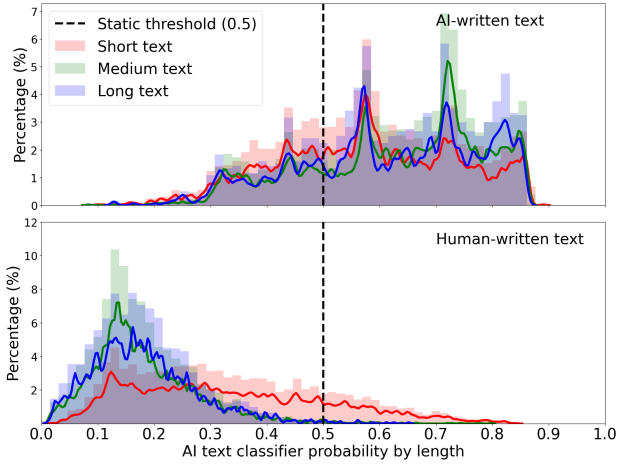 AI-written text
Static threshold (0.5)
Short text
Medium text
Long text
Percentage (%)
7
6
5
4
3
2
1
0
Human-written text
Percentage (%)
12
10
8
6
4
2
0.0 0.1 0.2 0.3 0.4 0.5 0.6 0.7 0.8 0.9 1.0
AI text classifier probability by length